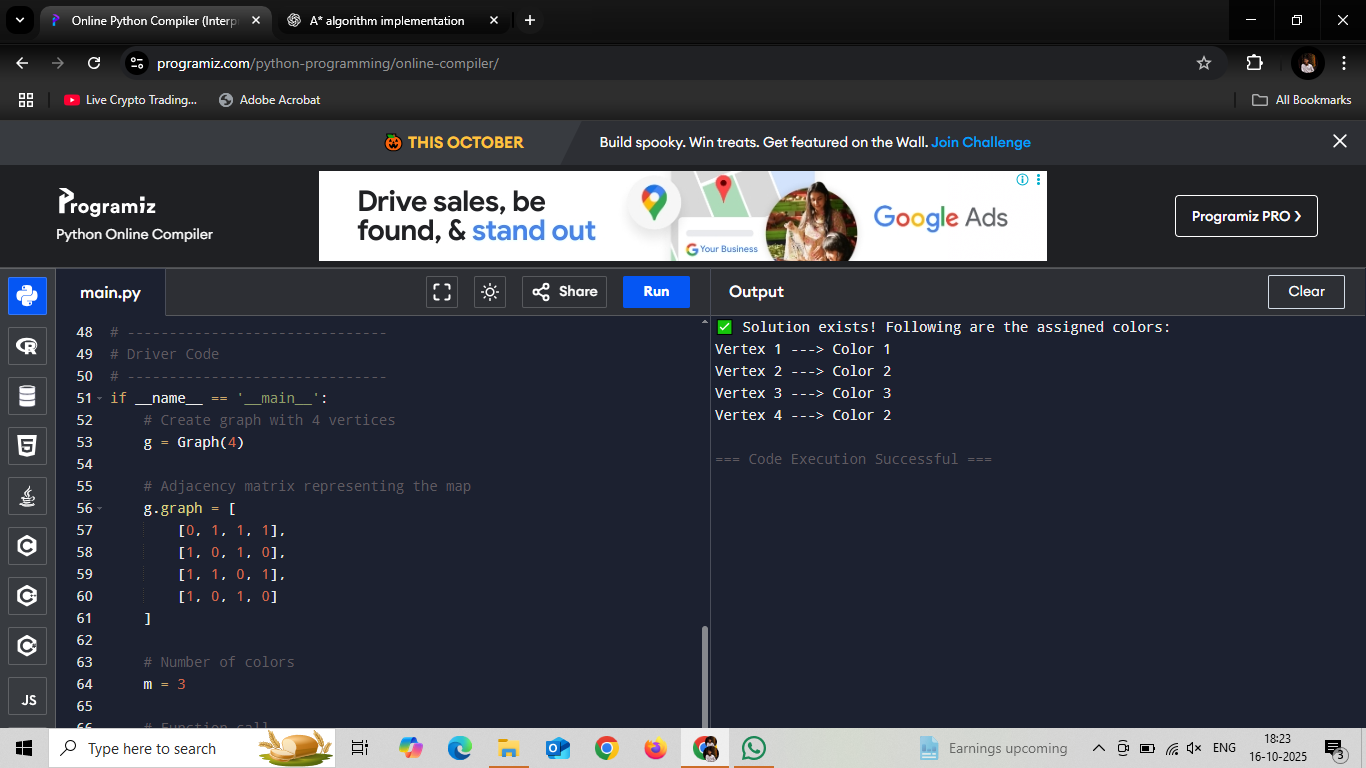 Online Python Compiler (Interp
A* algorithm implementation
programiz.com/python-programming/online-compiler/
Live Crypto Trading...
Adobe Acrobat
All Bookmarks
THIS OCTOBER
Build spooky. Win treats. Get featured on the Wall. Join Challenge
Programiz
Python Online Compiler
Drive sales, be
found, & stand out
Your Business
Google Ads
Programiz PRO
main.py
Share
Run
Output
Clear
48 # -------------------------------
49 # Driver Code
50 # -------------------------------
51 if __name__ == '__main__':
52 # Create graph with 4 vertices
53 g = Graph(4)
54
55 # Adjacency matrix representing the map
56 g.graph = [
57 [0, 1, 1, 1],
58 [1, 0, 1, 0],
59 [1, 1, 0, 1],
60 [1, 0, 1, 0]
61 ]
62
63 # Number of colors
64 m = 3
65
66 # Function call
✅ Solution exists! Following are the assigned colors:
Vertex 1 ---> Color 1
Vertex 2 ---> Color 2
Vertex 3 ---> Color 3
Vertex 4 ---> Color 2
=== Code Execution Successful ===
JS
Type here to search
Earnings upcoming
ENG
18:23
16-10-2025
3